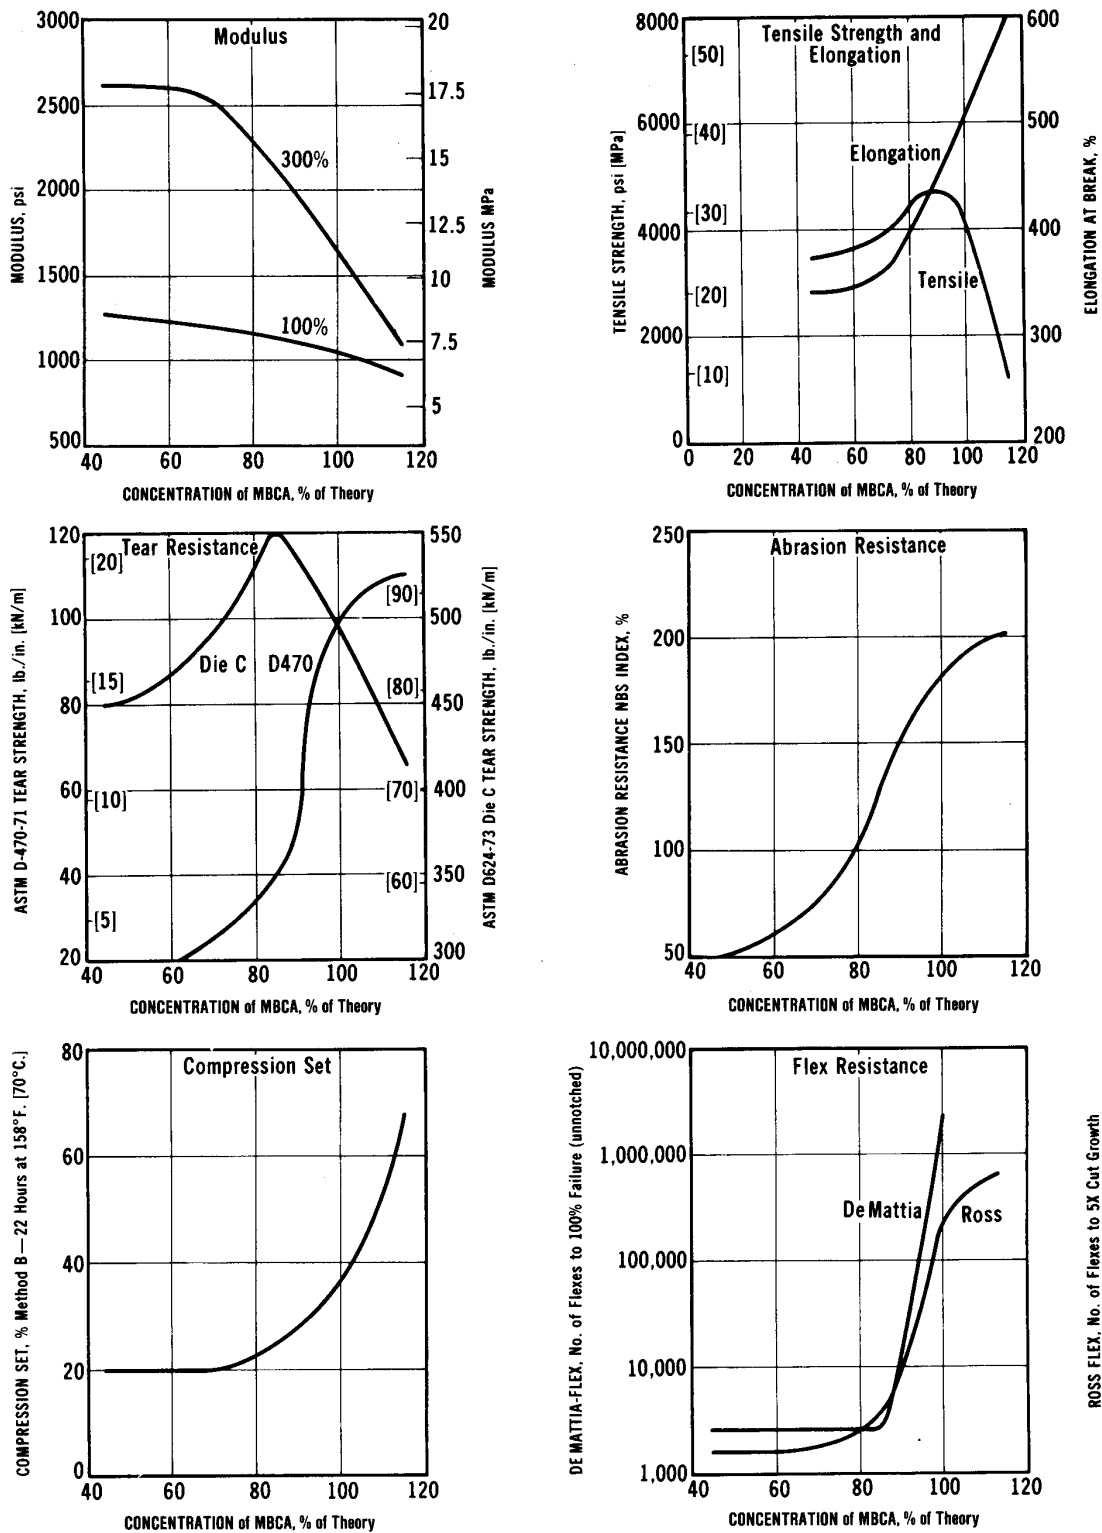 Modulus
MODULUS, psi
3000
2500
2000
1500
1000
500
300%
100%
20
17.5
15
12.5
10
7.5
5
MODULUS MPa
40 60 80 100 120
CONCENTRATION of MBCA, % of Theory
Tensile Strength and
Elongation
TENSILE STRENGTH, psi [MPa]
8000
6000
4000
2000
0
[50]
[40]
[30]
[20]
[10]
Elongation
Tensile
600
500
400
300
200
ELONGATION AT BREAK, %
0 20 40 60 80 100 120
CONCENTRATION of MBCA, % of Theory
Tear Resistance
ASTM D-470-71 TEAR STRENGTH, lb./in. [kN/m]
120
100
80
60
40
20
[20]
[15]
[10]
[5]
Die C D470
[90]
[80]
[70]
[60]
550
500
450
400
350
300
ASTM D624-73 Die C TEAR STRENGTH, lb./in. [kN/m]
40 60 80 100 120
CONCENTRATION of MBCA, % of Theory
Abrasion Resistance
ABRASION RESISTANCE NBS INDEX, %
250
200
150
100
50
40 60 80 100 120
CONCENTRATION of MBCA, % of Theory
Compression Set
COMPRESSION SET, % Method B—22 Hours at 158°F. [70°C.]
80
60
40
20
0
40 60 80 100 120
CONCENTRATION of MBCA, % of Theory
Flex Resistance
DE MATTIA-FLEX, No. of Flexes to 100% Failure (unnotched)
10,000,000
1,000,000
100,000
10,000
1,000
De Mattia
Ross
ROSS FLEX, No. of Flexes to 5X Cut Growth
40 60 80 100 120
CONCENTRATION of MBCA, % of Theory